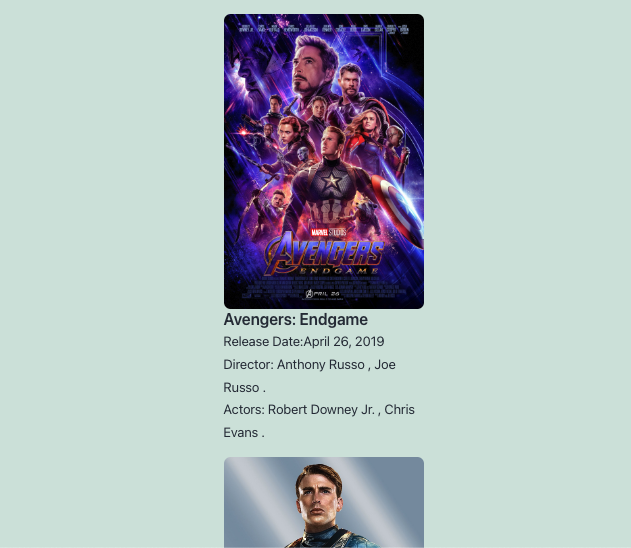 MARVEL STUDIOS
AVENGERS
ENDGAME
APRIL 26
Avengers: Endgame
Release Date:April 26, 2019
Director: Anthony Russo , Joe
Russo .
Actors: Robert Downey Jr. , Chris
Evans .